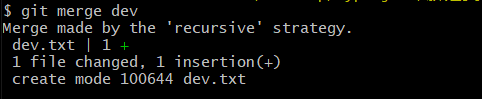 $ git merge dev
Merge made by the 'recursive' strategy.
 dev.txt | 1 +
 1 file changed, 1 insertion(+)
 create mode 100644 dev.txt